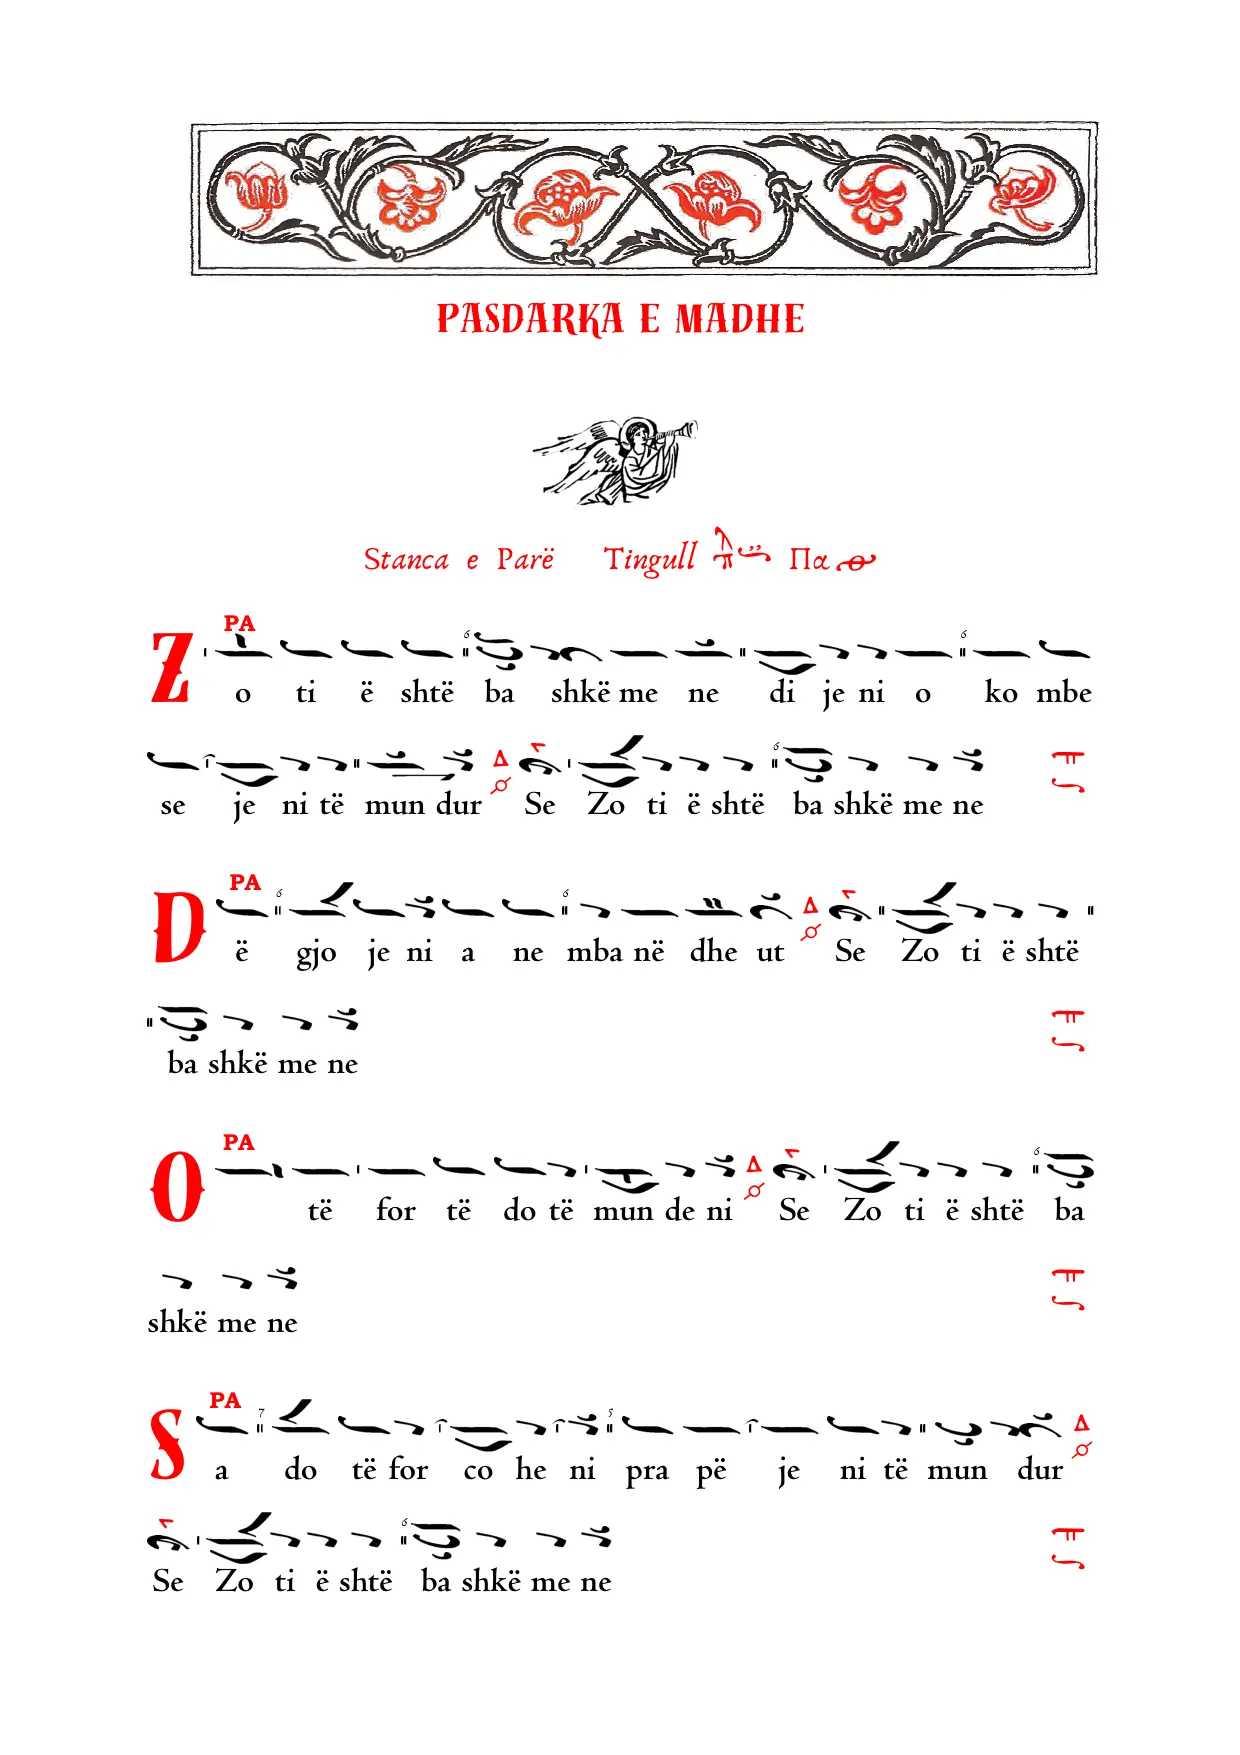 PASDARKA E MADHE
Stanca e Parë Tingull Πα
PA
Zo ti ë shtë ba shkë me ne di je ni o ko mbe
se je ni të mun dur Δ Se Zo ti ë shtë ba shkë me ne
PA
Dë gjo je ni a ne mba në dhe ut Δ Se Zo ti ë shtë
ba shkë me ne
PA
O të for të do të mun de ni Δ Se Zo ti ë shtë ba
shkë me ne
PA
Sa do të for co he ni pra pë je ni të mun dur Δ
Se Zo ti ë shtë ba shkë me ne